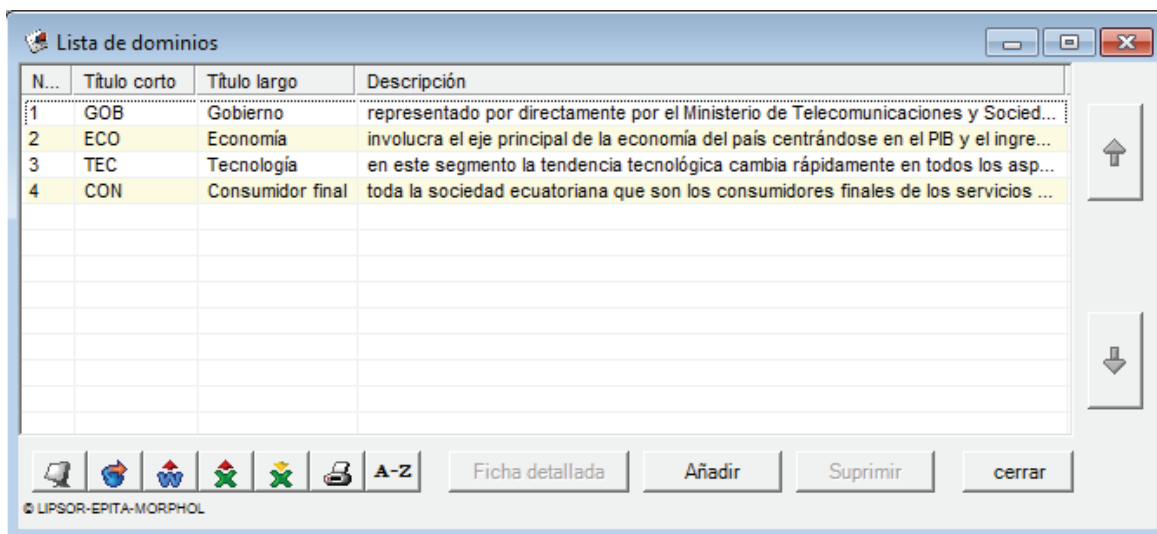 Lista de dominios
N... Título corto Título largo Descripción
1 GOB Gobierno representado por directamente por el Ministerio de Telecomunicaciones y Socied...
2 ECO Economía involucra el eje principal de la economía del país centrándose en el PIB y el ingre...
3 TEC Tecnología en este segmento la tendencia tecnológica cambia rápidamente en todos los asp...
4 CON Consumidor final toda la sociedad ecuatoriana que son los consumidores finales de los servicios ...
A-Z Ficha detallada Añadir Suprimir cerrar
© LIPSOR-EPITA-MORPHOL